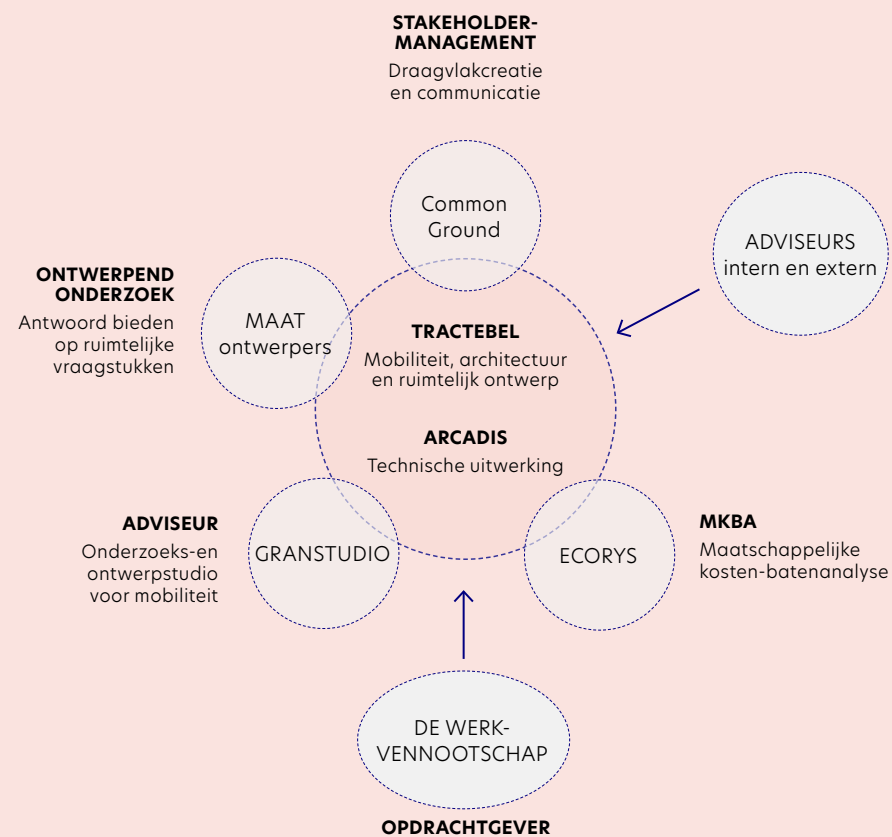 STAKEHOLDER-
MANAGEMENT
Draagvlakcreatie
en communicatie
Common
Ground
ADVISEURS
intern en extern
ONTWERPEND
ONDERZOEK
Antwoord bieden
op ruimtelijke
vraagstukken
MAAT
ontwerpers
TRACTEBEL
Mobiliteit, architectuur
en ruimtelijk ontwerp
ARCADIS
Technische uitwerking
ADVISEUR
Onderzoeks-en
ontwerpstudio
voor mobiliteit
GRANSTUDIO
ECORYS
MKBA
Maatschappelijke
kosten-batenanalyse
DE WERK-
VENNOOTSCHAP
OPDRACHTGEVER